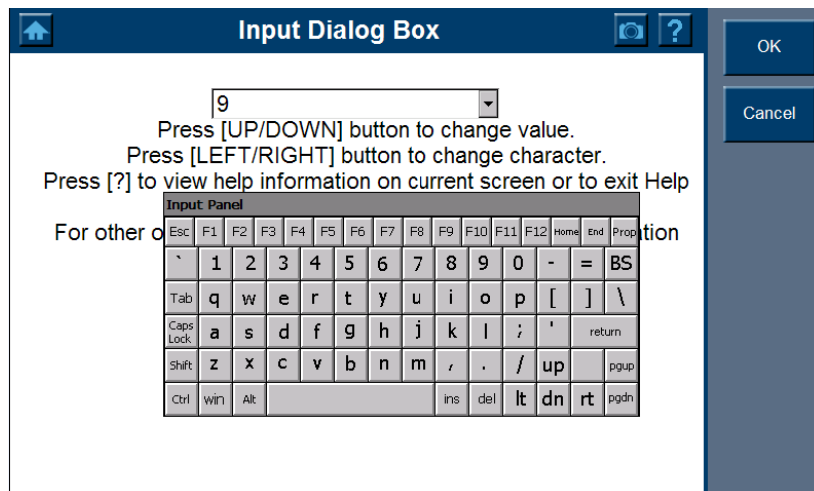 Input Dialog Box
?
OK
Cancel
9
Press [UP/DOWN] button to change value.
Press [LEFT/RIGHT] button to change character.
Press [?] to view help information on current screen or to exit Help
For other o
tion
Input Panel
Esc F1 F2 F3 F4 F5 F6 F7 F8 F9 F10 F11 F12 Home End Prop
` 1 2 3 4 5 6 7 8 9 0 - = BS
Tab q w e r t y u i o p [ ] \
Caps Lock a s d f g h j k l ; ' return
Shift z x c v b n m , . / up pgup
Ctrl win Alt ins del lt dn rt pgdn